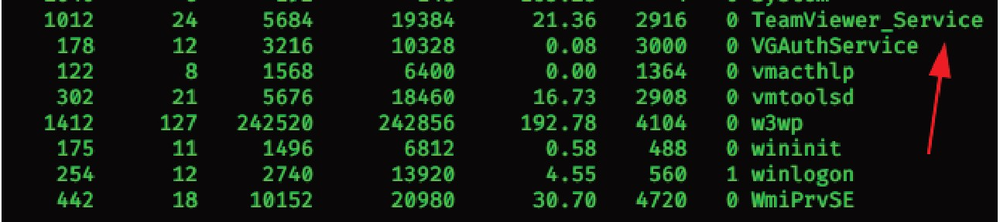 1012 24 5684 19384 21.36 2916 0 TeamViewer_Service
178 12 3216 10328 0.08 3000 0 VGAuthService
122 8 1568 6400 0.00 1364 0 vmacthlp
302 21 5676 18460 16.73 2908 0 vmtoolsd
1412 127 242520 242856 192.78 4104 0 w3wp
175 11 1496 6812 0.58 488 0 wininit
254 12 2740 13920 4.55 560 1 winlogon
442 18 10152 20980 30.70 4720 0 WmiPrvSE